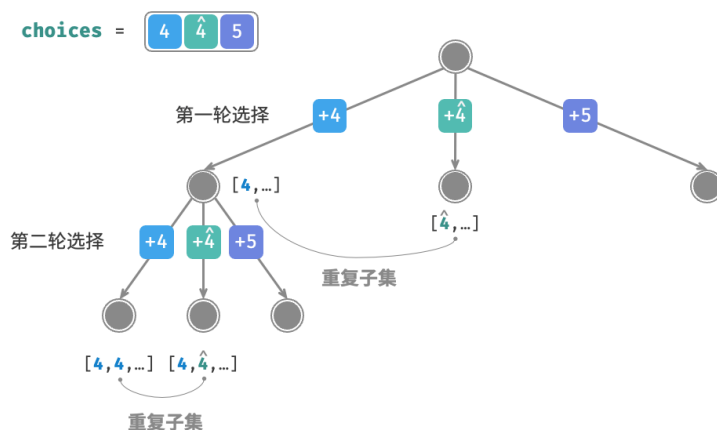 choices = 4 4̂ 5
第一轮选择 +4 +4̂ +5
[4,…]
[4̂,…]
第二轮选择 +4 +4̂ +5
重复子集
[4,4,…] [4,4̂,…]
重复子集